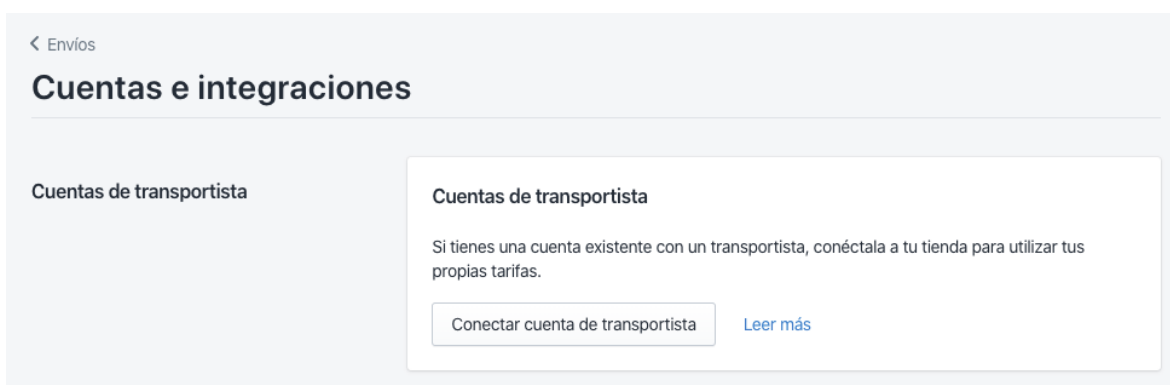 Envíos
Cuentas e integraciones
Cuentas de transportista
Cuentas de transportista
Si tienes una cuenta existente con un transportista, conéctala a tu tienda para utilizar tus
propias tarifas.
Conectar cuenta de transportista
Leer más